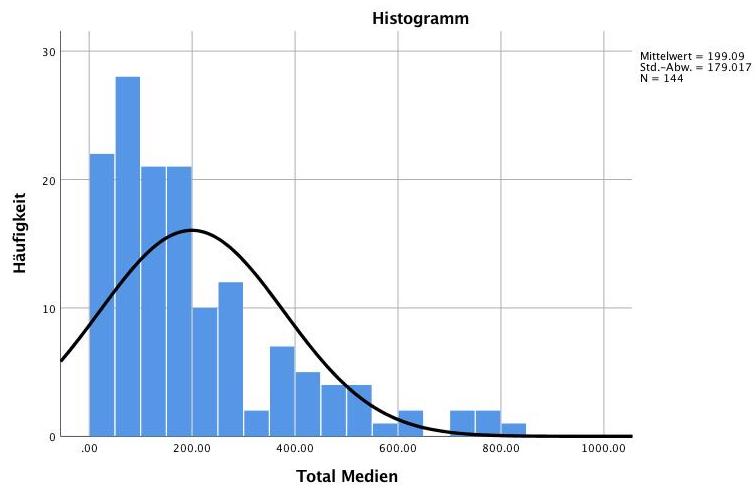 Histogramm
Mittelwert = 199.09
Std.-Abw. = 179.017
N = 144
30
20
10
0
Häufigkeit
.00 200.00 400.00 600.00 800.00 1000.00
Total Medien